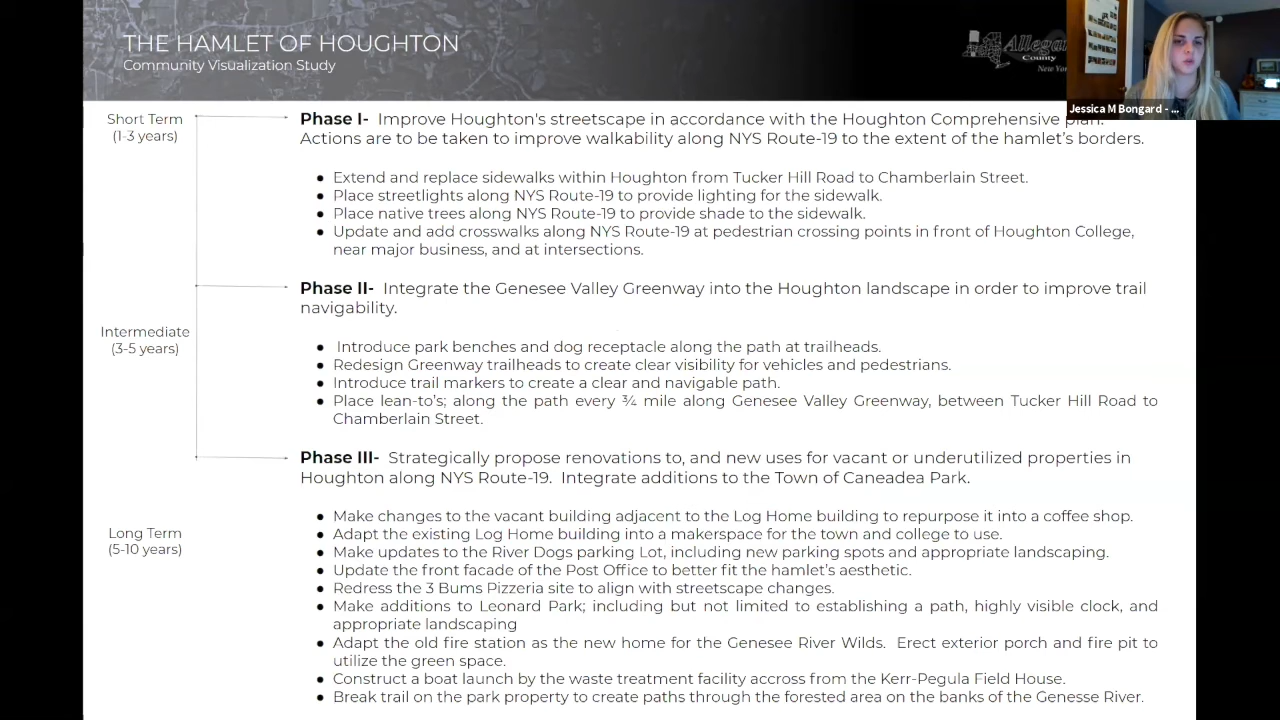 THE HAMLET OF HOUGHTON
Community Visualization Study
County
Jessica M Bongard - ...
Short Term
(1-3 years)
Phase I- Improve Houghton's streetscape in accordance with the Houghton Comprehensive plan.
Actions are to be taken to improve walkability along NYS Route-19 to the extent of the hamlet's borders.
● Extend and replace sidewalks within Houghton from Tucker Hill Road to Chamberlain Street.
● Place streetlights along NYS Route-19 to provide lighting for the sidewalk.
● Place native trees along NYS Route-19 to provide shade to the sidewalk.
● Update and add crosswalks along NYS Route-19 at pedestrian crossing points in front of Houghton College,
near major business, and at intersections.
Intermediate
(3-5 years)
Phase II- Integrate the Genesee Valley Greenway into the Houghton landscape in order to improve trail
navigability.
● Introduce park benches and dog receptacle along the path at trailheads.
● Redesign Greenway trailheads to create clear visibility for vehicles and pedestrians.
● Introduce trail markers to create a clear and navigable path.
● Place lean-to's; along the path every ¾ mile along Genesee Valley Greenway, between Tucker Hill Road to
Chamberlain Street.
Phase III- Strategically propose renovations to, and new uses for vacant or underutilized properties in
Houghton along NYS Route-19. Integrate additions to the Town of Caneadea Park.
Long Term
(5-10 years)
● Make changes to the vacant building adjacent to the Log Home building to repurpose it into a coffee shop.
● Adapt the existing Log Home building into a makerspace for the town and college to use.
● Make updates to the River Dogs parking Lot, including new parking spots and appropriate landscaping.
● Update the front facade of the Post Office to better fit the hamlet's aesthetic.
● Redress the 3 Bums Pizzeria site to align with streetscape changes.
● Make additions to Leonard Park; including but not limited to establishing a path, highly visible clock, and
appropriate landscaping
● Adapt the old fire station as the new home for the Genesee River Wilds. Erect exterior porch and fire pit to
utilize the green space.
● Construct a boat launch by the waste treatment facility accross from the Kerr-Pegula Field House.
● Break trail on the park property to create paths through the forested area on the banks of the Genesse River.